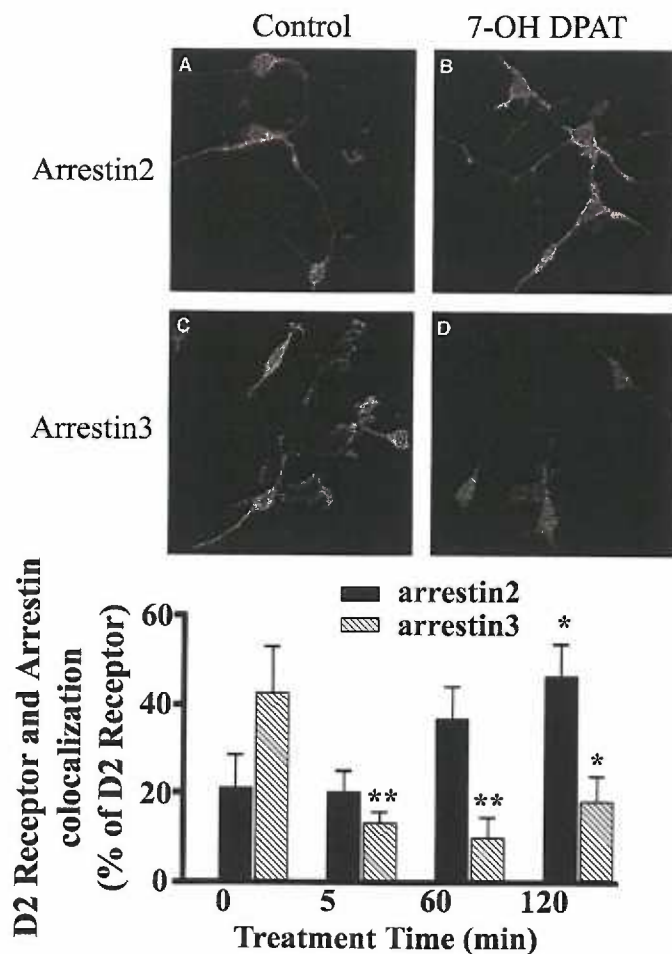 Control 7-OH DPAT
A B
Arrestin2
C D
Arrestin3
D2 Receptor and Arrestin
colocalization
(% of D2 Receptor)
60
40
20
0
arrestin2
arrestin3
** ** * *
0 5 60 120
Treatment Time (min)